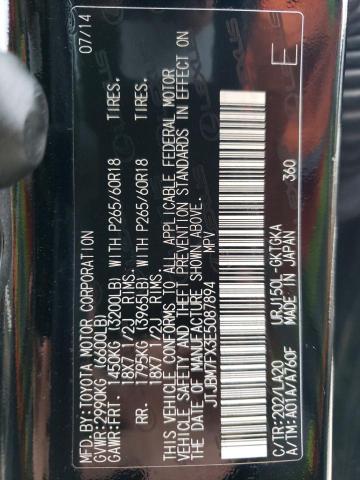 MFD.BY:TOYOTA MOTOR CORPORATION 07/14
GVWR:2990KG (6600LB)
GAWR:FRT. 1450KG (3200LB) WITH P265/60R18 TIRES.
18X7 1/2J RIMS.
RR. 1795KG (3965LB) WITH P265/60R18 TIRES.
18X7 1/2J RIMS.
THIS VEHICLE CONFORMS TO ALL APPLICABLE FEDERAL MOTOR
VEHICLE SAFETY AND THEFT PREVENTION STANDARDS IN EFFECT ON
THE DATE OF MANUFACTURE SHOWN ABOVE.
JTJBM7FX3E5087894 MPV
C/TR:202/LA20 URJ150L-GKTGKA 360 E
A/TM:A01A/A760F MADE IN JAPAN